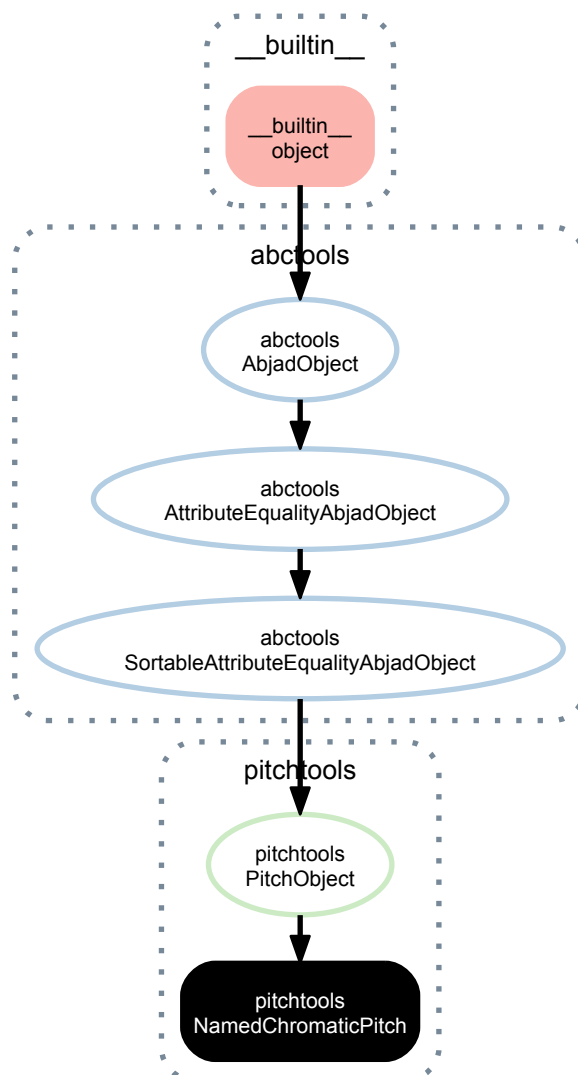 __builtin__
__builtin__
object
abctools
abctools
AbjadObject
abctools
AttributeEqualityAbjadObject
abctools
SortableAttributeEqualityAbjadObject
pitchtools
pitchtools
PitchObject
pitchtools
NamedChromaticPitch